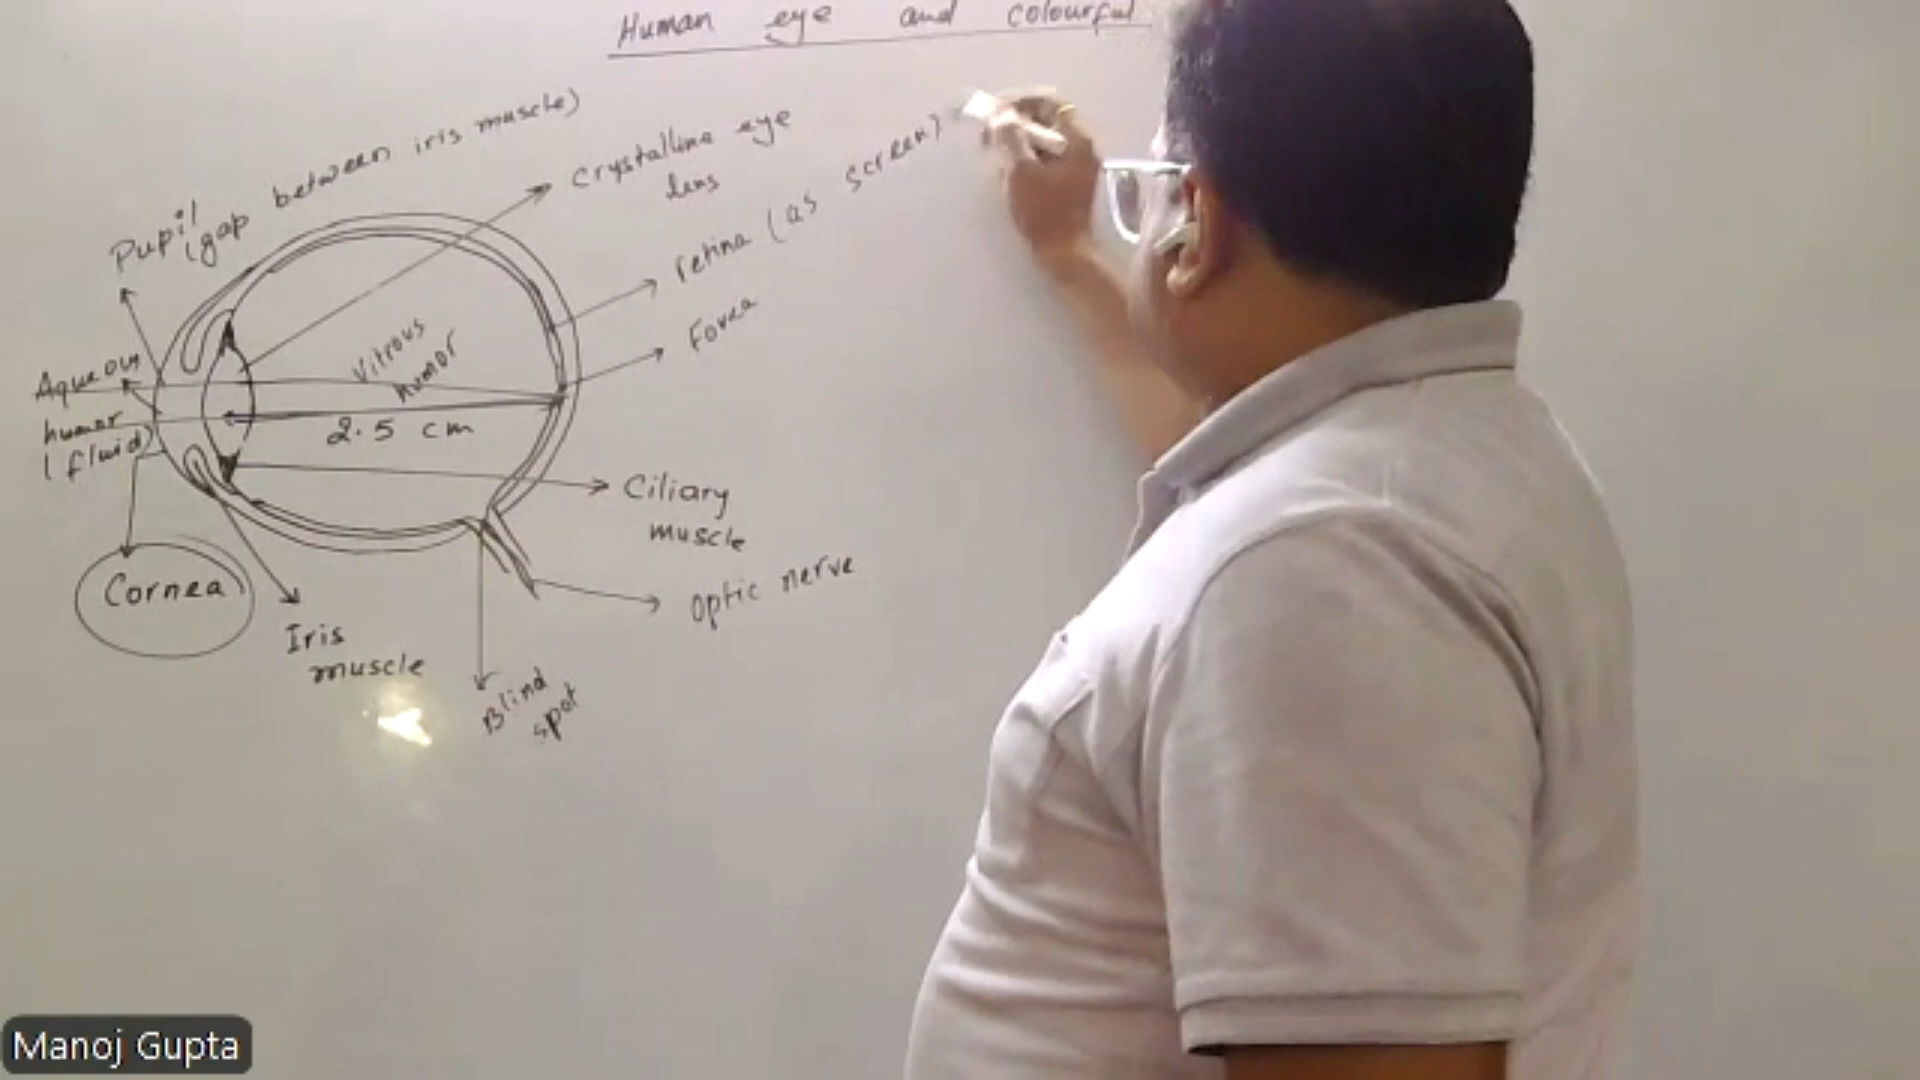 Human eye and colourful
Pupil
(gap between iris muscle)
Crystalline eye
lens
retina (as screen)
Fovea
Vitrous
humor
2.5 cm
Aqueous
humor
(fluid)
Ciliary
muscle
Optic nerve
Cornea
Iris
muscle
Blind
spot
Manoj Gupta